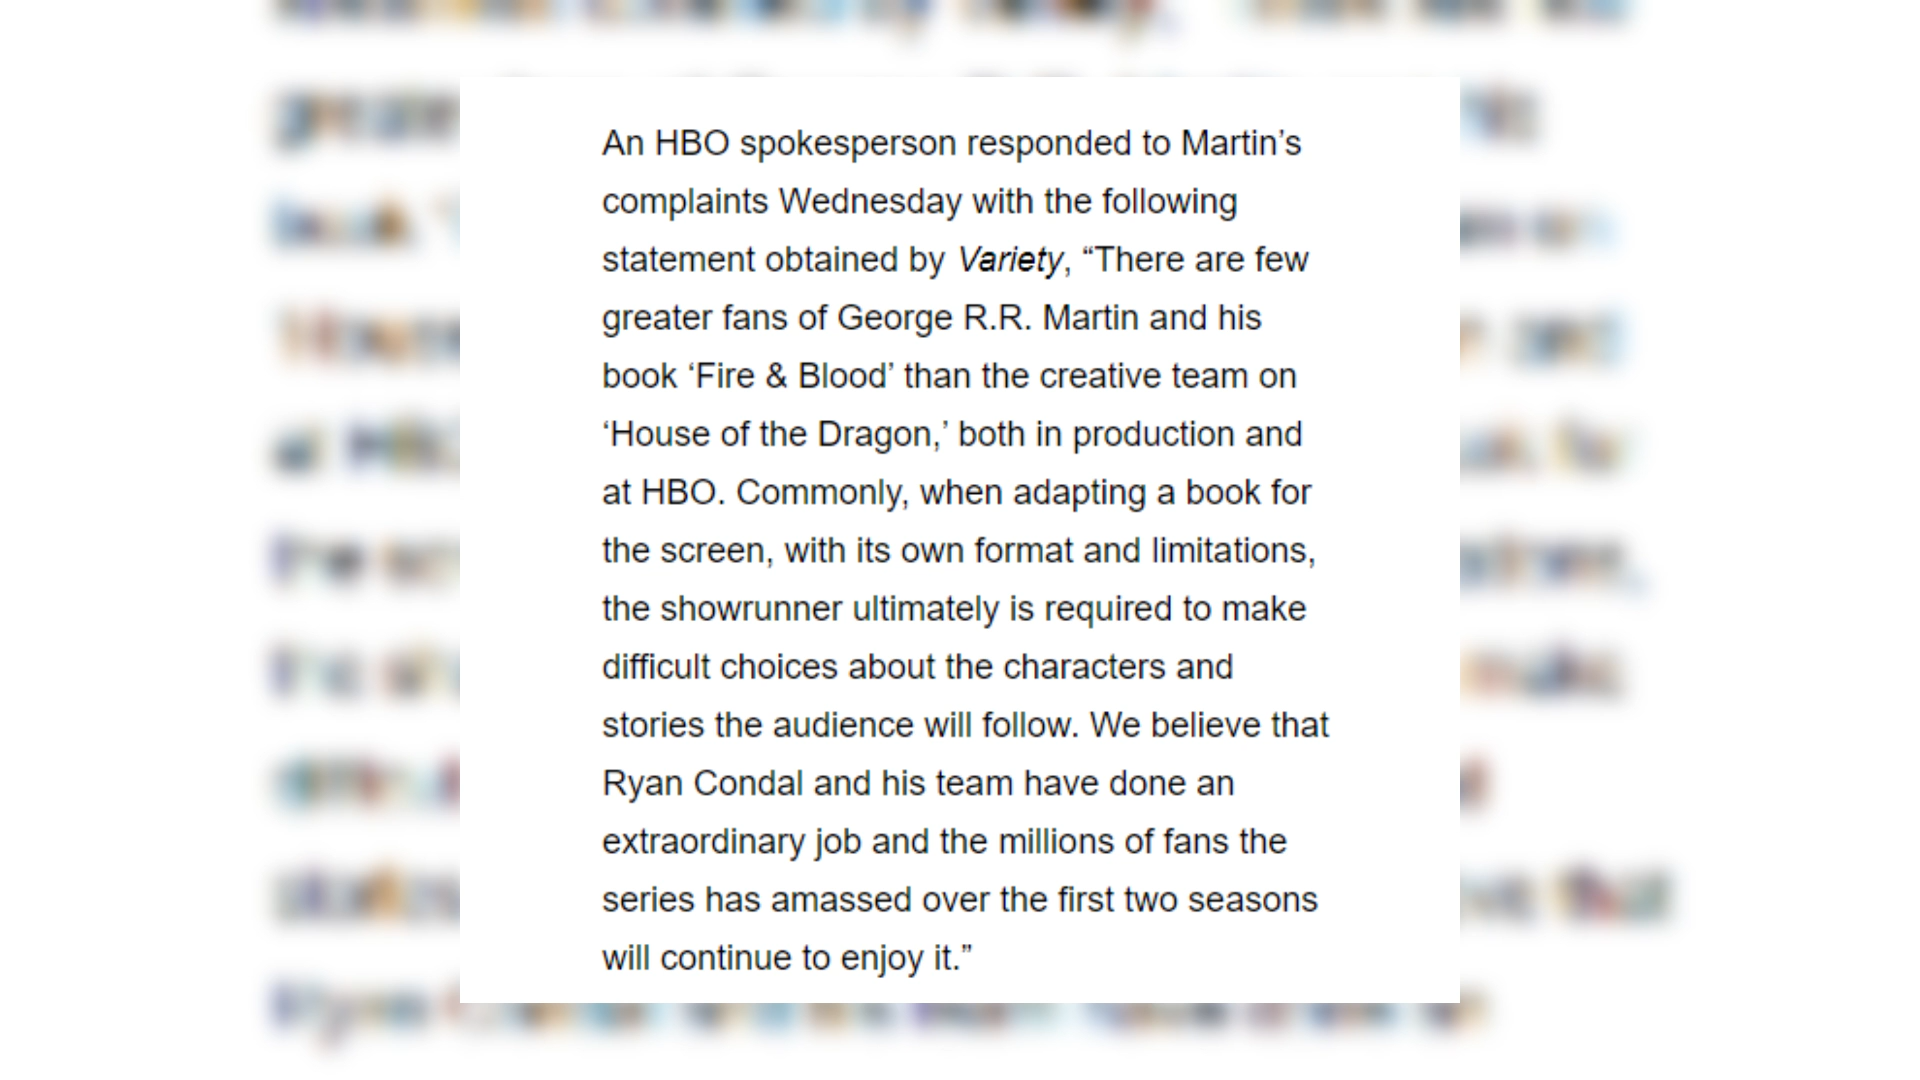 An HBO spokesperson responded to Martin’s
complaints Wednesday with the following
statement obtained by Variety, “There are few
greater fans of George R.R. Martin and his
book ‘Fire & Blood’ than the creative team on
‘House of the Dragon,’ both in production and
at HBO. Commonly, when adapting a book for
the screen, with its own format and limitations,
the showrunner ultimately is required to make
difficult choices about the characters and
stories the audience will follow. We believe that
Ryan Condal and his team have done an
extraordinary job and the millions of fans the
series has amassed over the first two seasons
will continue to enjoy it.”